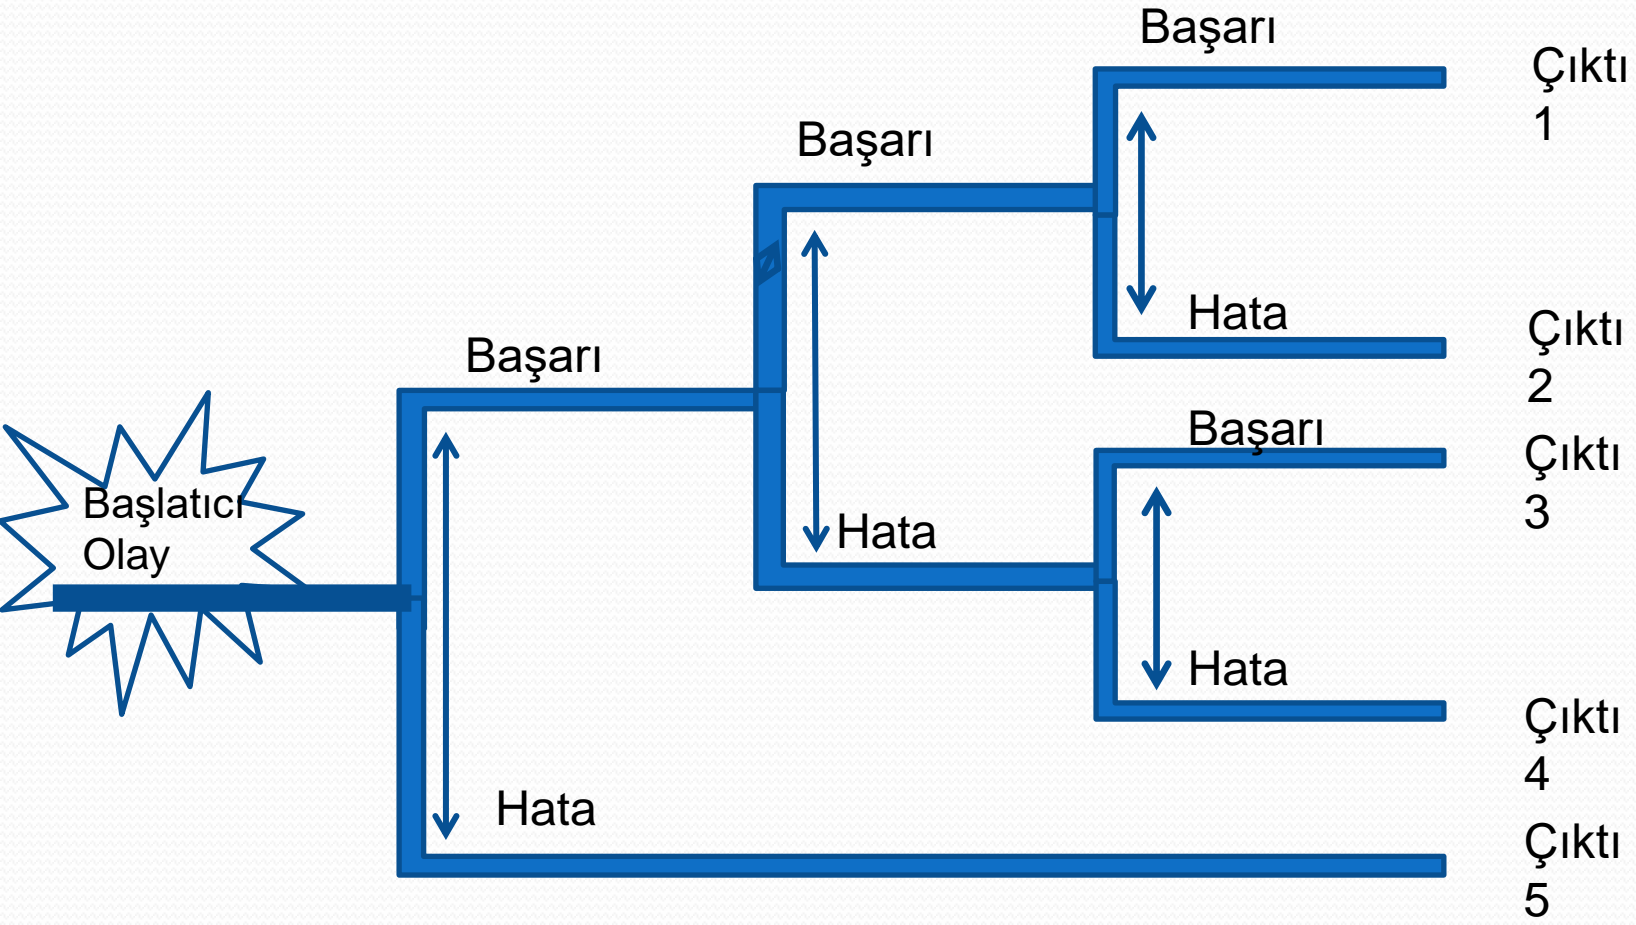 Başarı
Çıktı
1
Başarı
Hata
Çıktı
2
Başarı
Başarı
Çıktı
3
Başlatıcı
Olay
Hata
Hata
Çıktı
4
Hata
Çıktı
5